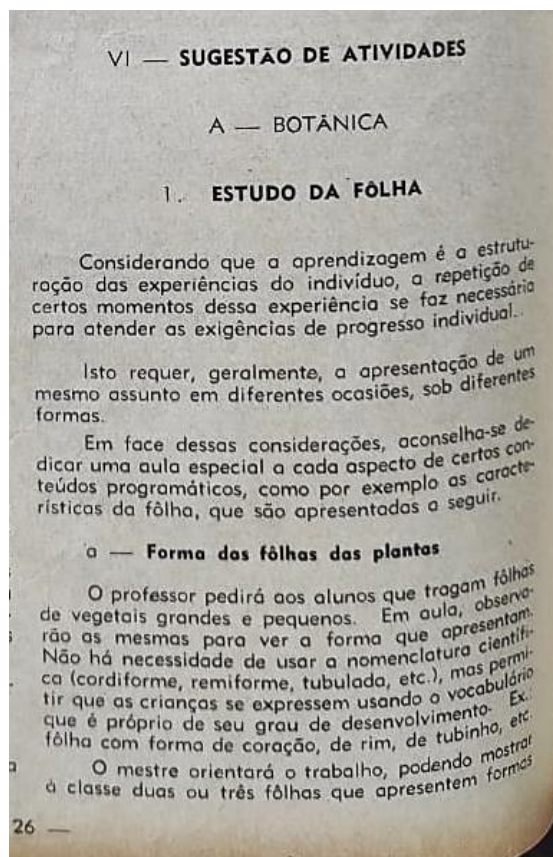 VI — SUGESTÃO DE ATIVIDADES
A — BOTÂNICA
1. ESTUDO DA FÔLHA
Considerando que a aprendizagem é a estrutu-
ração das experiências do indivíduo, a repetição de
certos momentos dessa experiência se faz necessária
para atender as exigências de progresso individual.
Isto requer, geralmente, a apresentação de um
mesmo assunto em diferentes ocasiões, sob diferentes
formas.
Em face dessas considerações, aconselha-se de-
dicar uma aula especial a cada aspecto de certos con-
teúdos programáticos, como por exemplo as caracte-
rísticas da fôlha, que são apresentadas a seguir.
a — Forma das fôlhas das plantas
O professor pedirá aos alunos que tragam fôlhas
de vegetais grandes e pequenos. Em aula, observa-
rão as mesmas para ver a forma que apresentam.
Não há necessidade de usar a nomenclatura científi-
ca (cordiforme, remiforme, tubulada, etc.), mas permi-
tir que as crianças se expressem usando o vocabulário
que é próprio de seu grau de desenvolvimento. Ex.:
fôlha com forma de coração, de rim, de tubinho, etc.
O mestre orientará o trabalho, podendo mostrar
à classe duas ou três fôlhas que apresentem formas
26 —